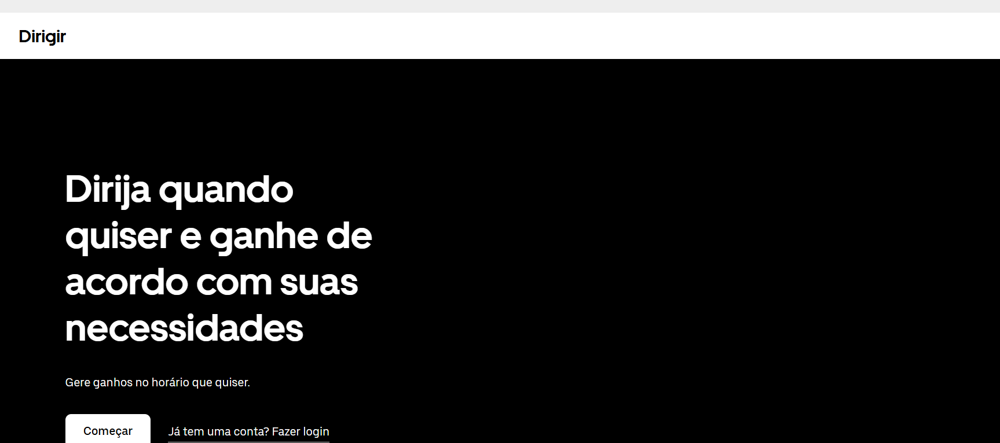 Dirigir
Dirija quando
quiser e ganhe de
acordo com suas
necessidades
Gere ganhos no horário que quiser.
Começar
Já tem uma conta? Fazer login